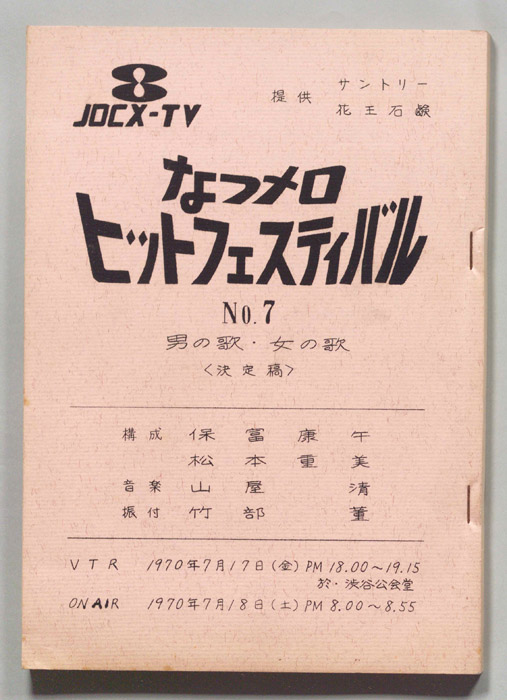 8
JOCX-TV
提供 サントリー
花王石鹸
なつメロ
ヒットフェスティバル
No.7
男の歌・女の歌
〈決定稿〉
構成 保富康午
松本重美
音楽 山屋清
振付 竹部董
VTR 1970年7月17日(金)PM 18.00~19.15
於・渋谷公会堂
ON AIR 1970年7月18日(土)PM 8.00~8.55